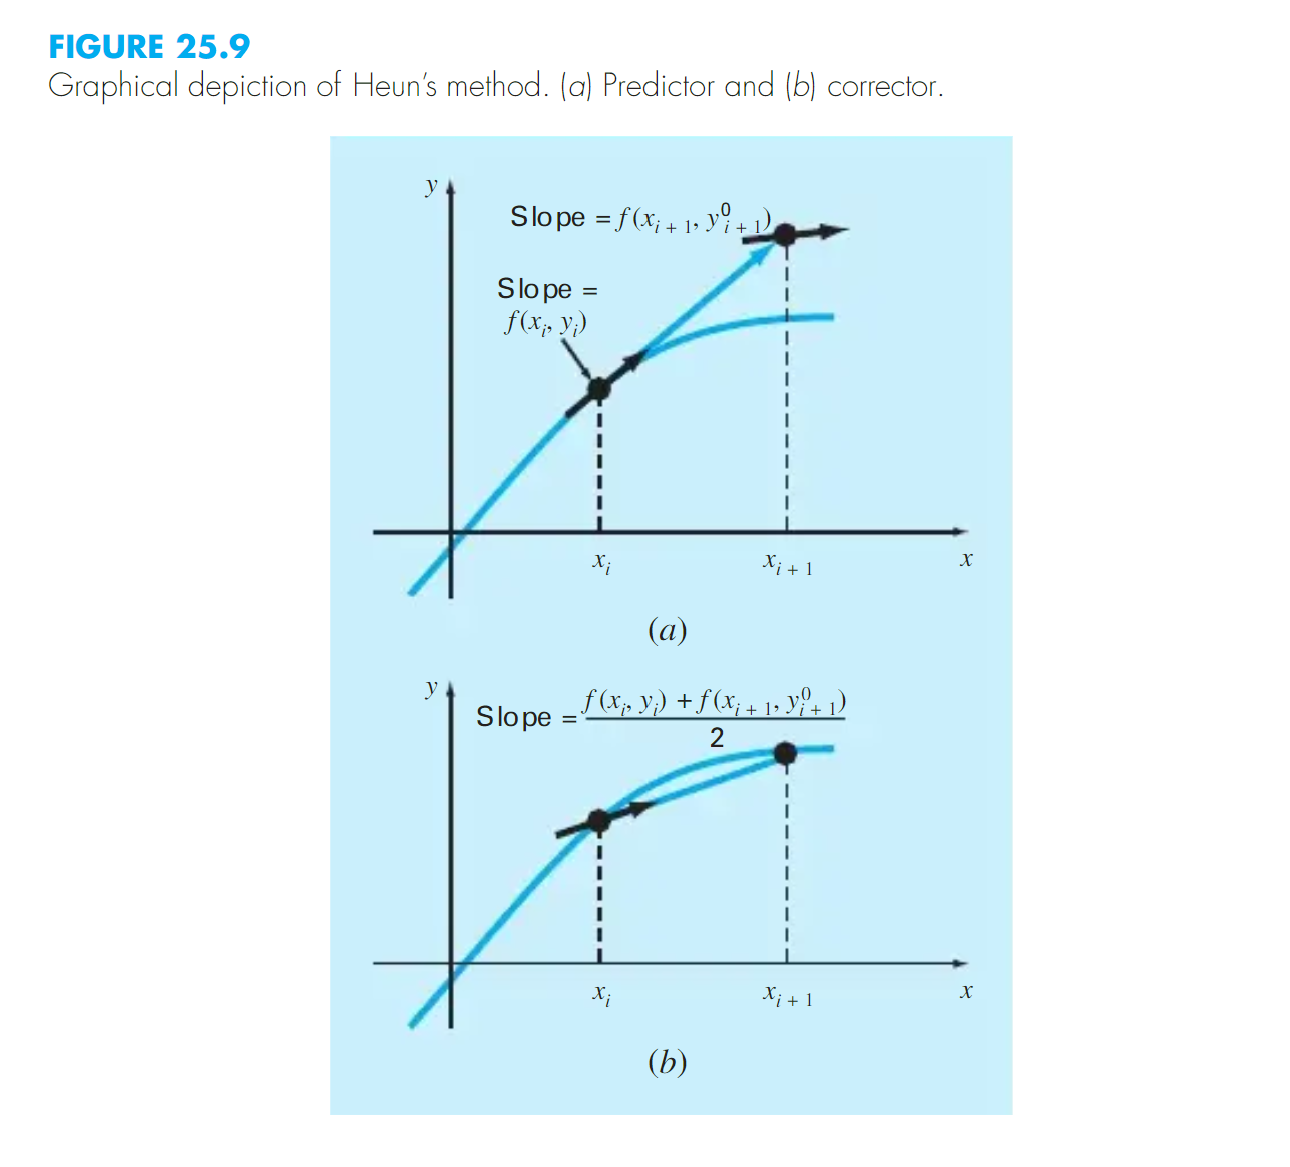 FIGURE 25.9
Graphical depiction of Heun's method. (a) Predictor and (b) corrector.
y
Slope = f(x_{i + 1}, y^0_{i + 1})
Slope =
f(x_i, y_i)
x_i
x_{i + 1}
x
(a)
y
Slope = \frac{f(x_i, y_i) + f(x_{i + 1}, y^0_{i + 1})}{2}
x_i
x_{i + 1}
x
(b)